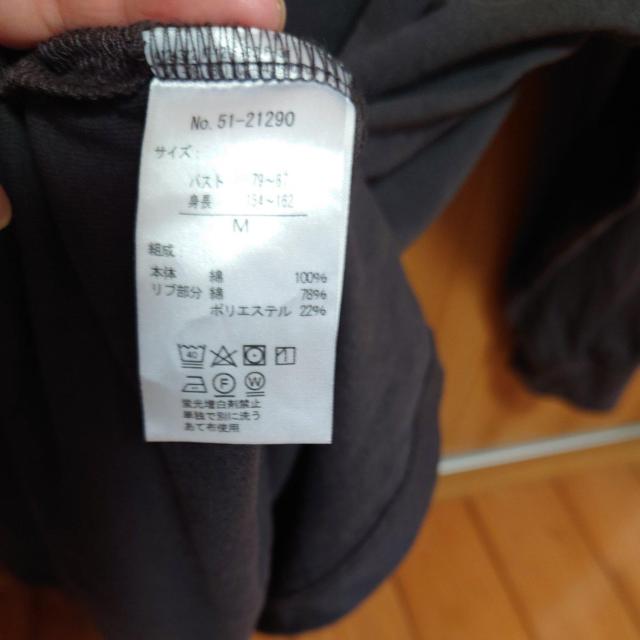 No. 51-21290
サイズ:
バスト 79~87
身長 154~162
M
組成
本体 綿 100%
リブ部分 綿 78%
ポリエステル 22%
40
F W
蛍光増白剤禁止
単独で別に洗う
あて布使用